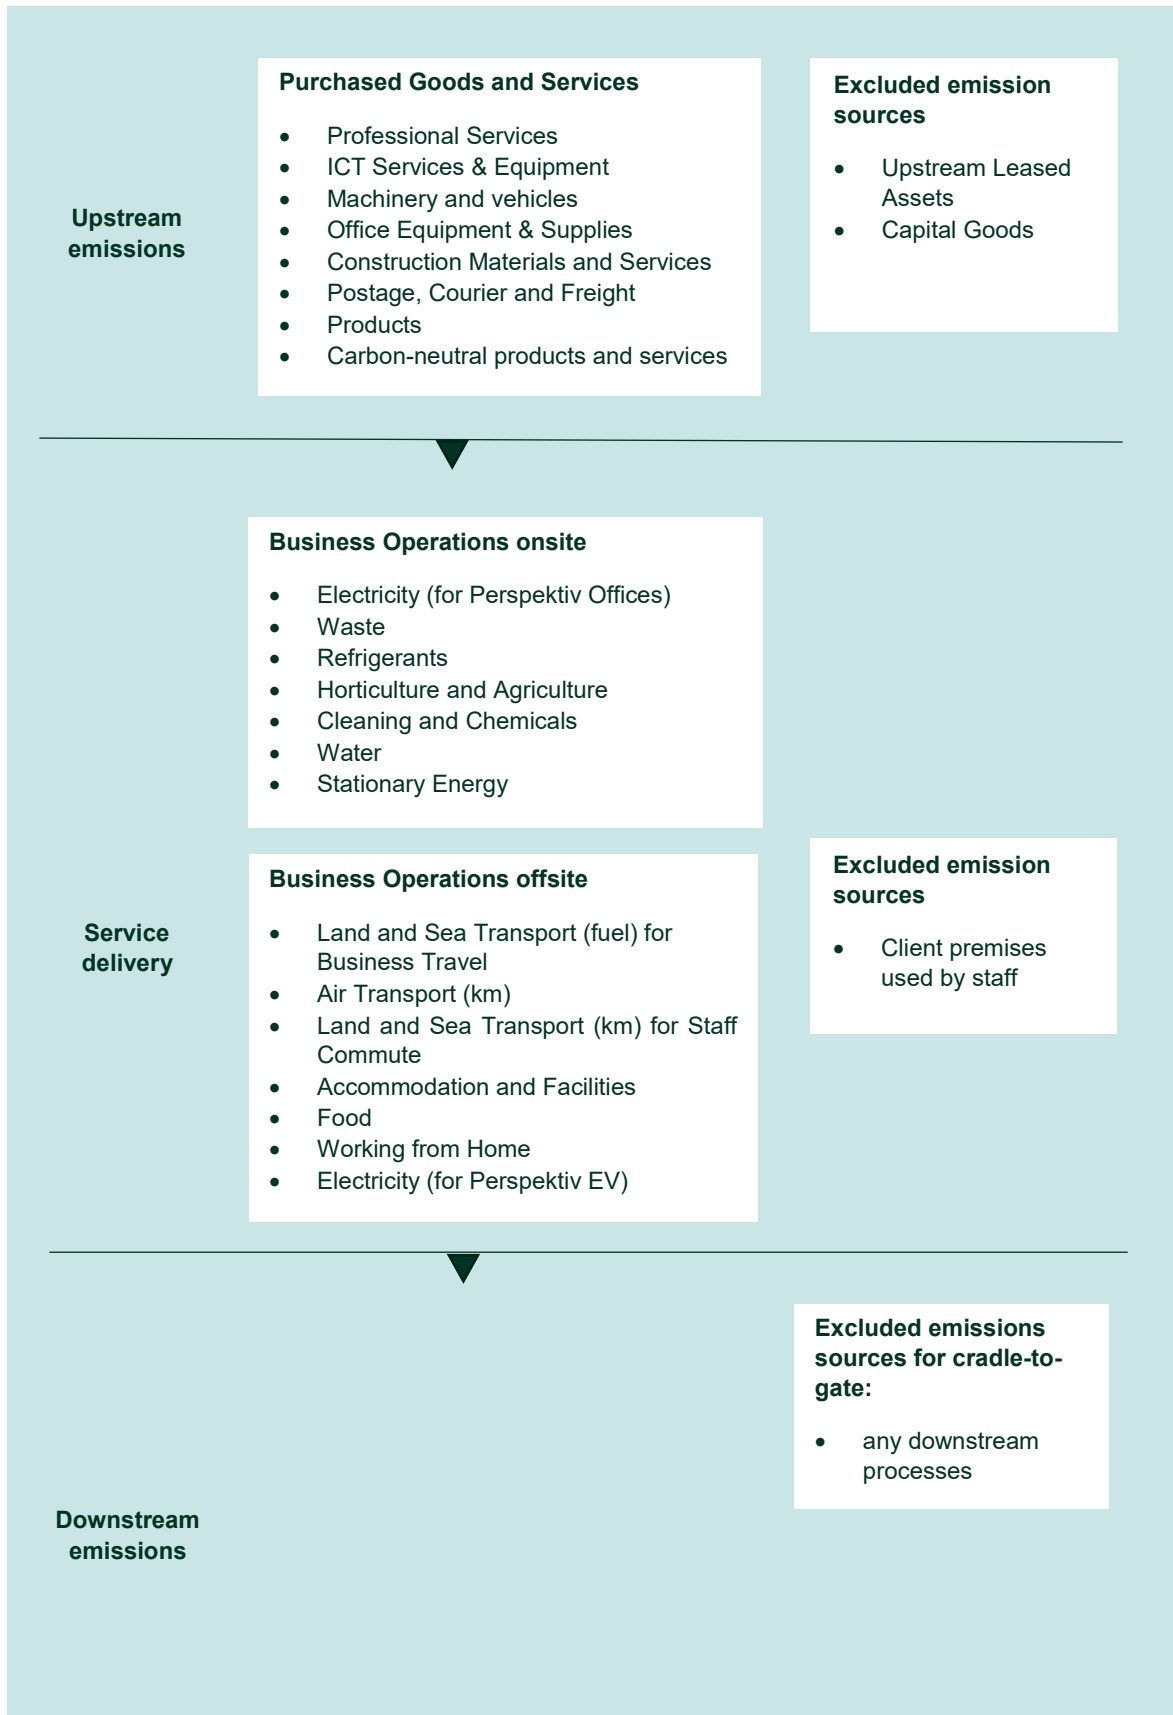 Upstream
emissions
Purchased Goods and Services
• Professional Services
• ICT Services & Equipment
• Machinery and vehicles
• Office Equipment & Supplies
• Construction Materials and Services
• Postage, Courier and Freight
• Products
• Carbon-neutral products and services
Excluded emission
sources
• Upstream Leased
Assets
• Capital Goods
Service
delivery
Business Operations onsite
• Electricity (for Perspektiv Offices)
• Waste
• Refrigerants
• Horticulture and Agriculture
• Cleaning and Chemicals
• Water
• Stationary Energy
Business Operations offsite
• Land and Sea Transport (fuel) for
Business Travel
• Air Transport (km)
• Land and Sea Transport (km) for Staff
Commute
• Accommodation and Facilities
• Food
• Working from Home
• Electricity (for Perspektiv EV)
Excluded emission
sources
• Client premises
used by staff
Downstream
emissions
Excluded emissions
sources for cradle-to-
gate:
• any downstream
processes